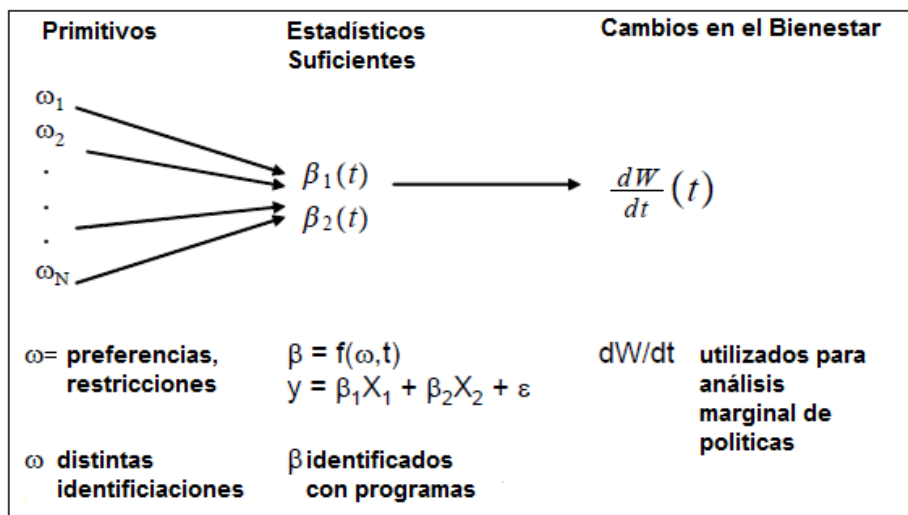 Primitivos
Estadísticos
Suficientes
Cambios en el Bienestar
ω₁
ω₂
.
.
.
ω_N
β₁(t)
β₂(t)
dW/dt (t)
ω= preferencias,
restricciones
β = f(ω,t)
y = β₁X₁ + β₂X₂ + ε
dW/dt utilizados para
análisis
marginal de
politicas
ω distintas
identificiaciones
β identificados
con programas